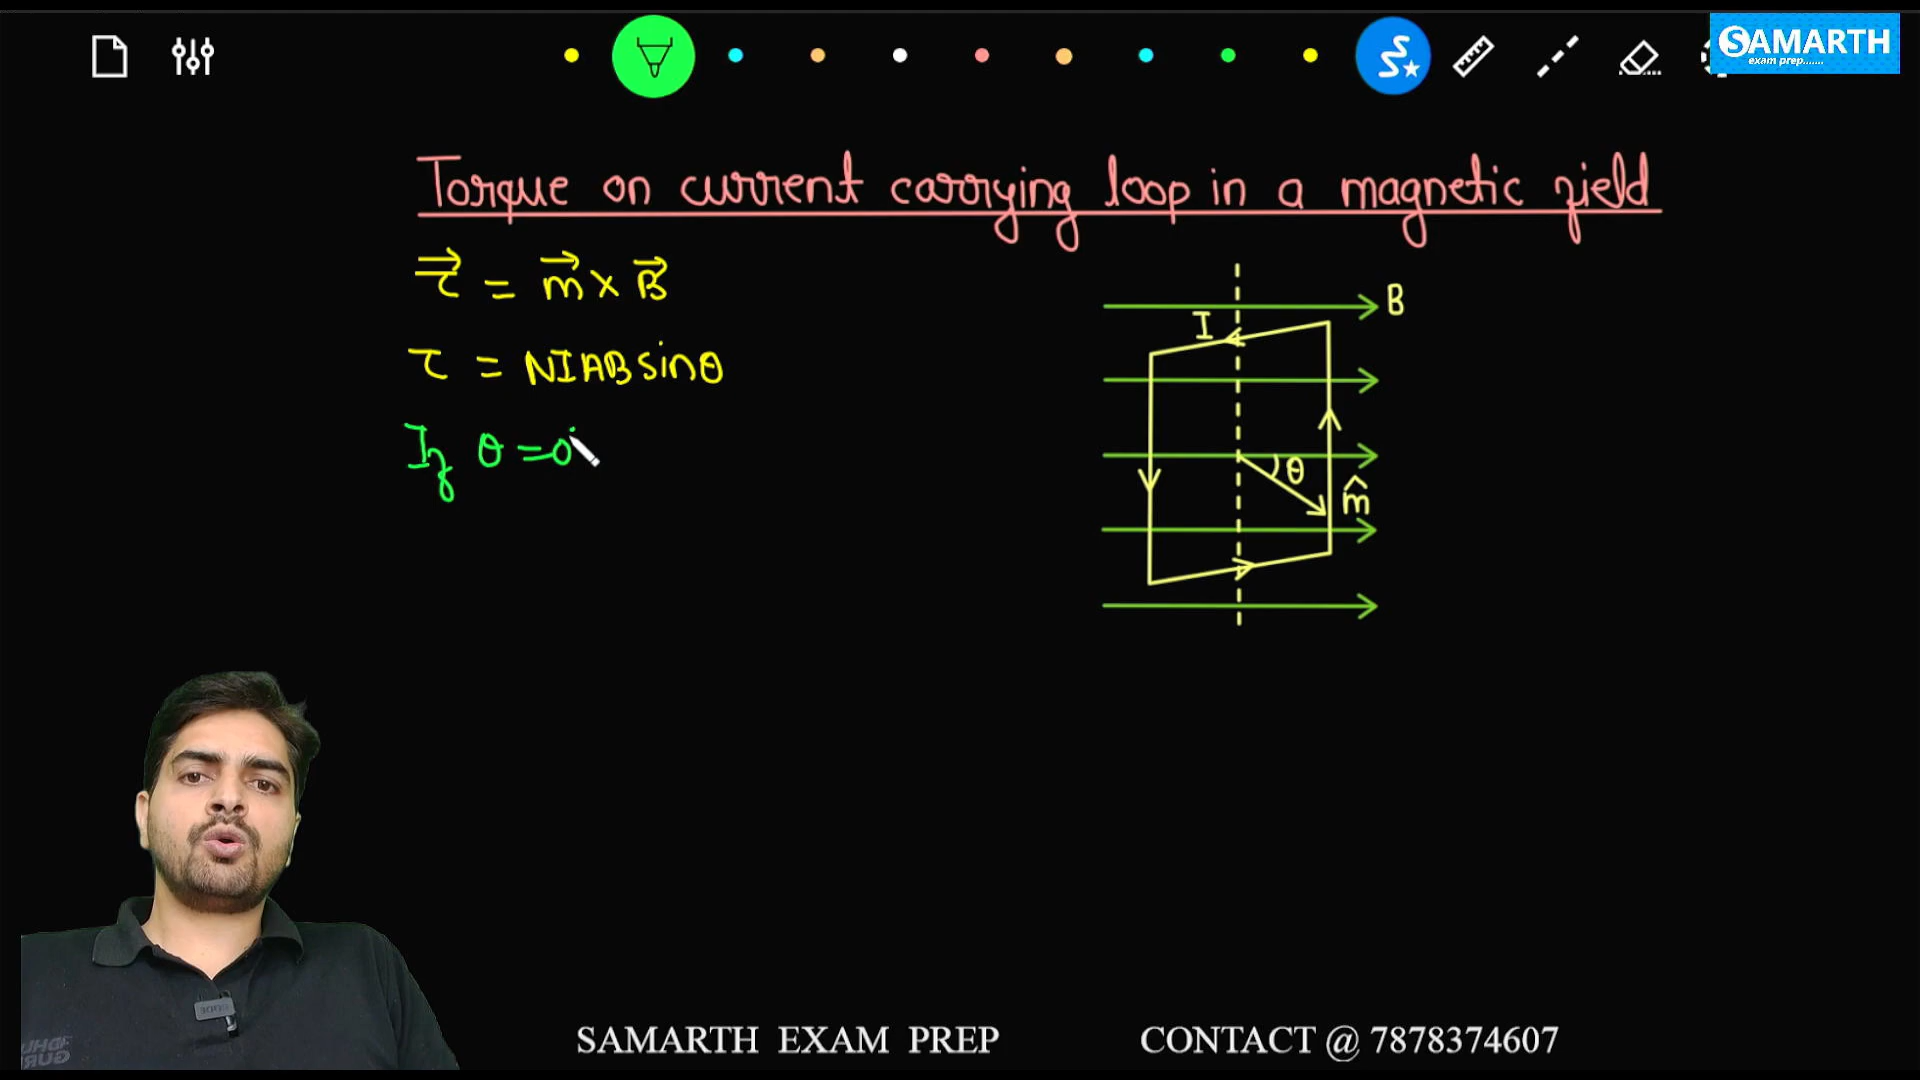 SAMARTH
exam prep.......
Torque on current carrying loop in a magnetic field
τ⃗ = m⃗ × B⃗
τ = NIABsinθ
If θ = 0°
B
I
θ
m̂
SAMARTH EXAM PREP
CONTACT @ 7878374607